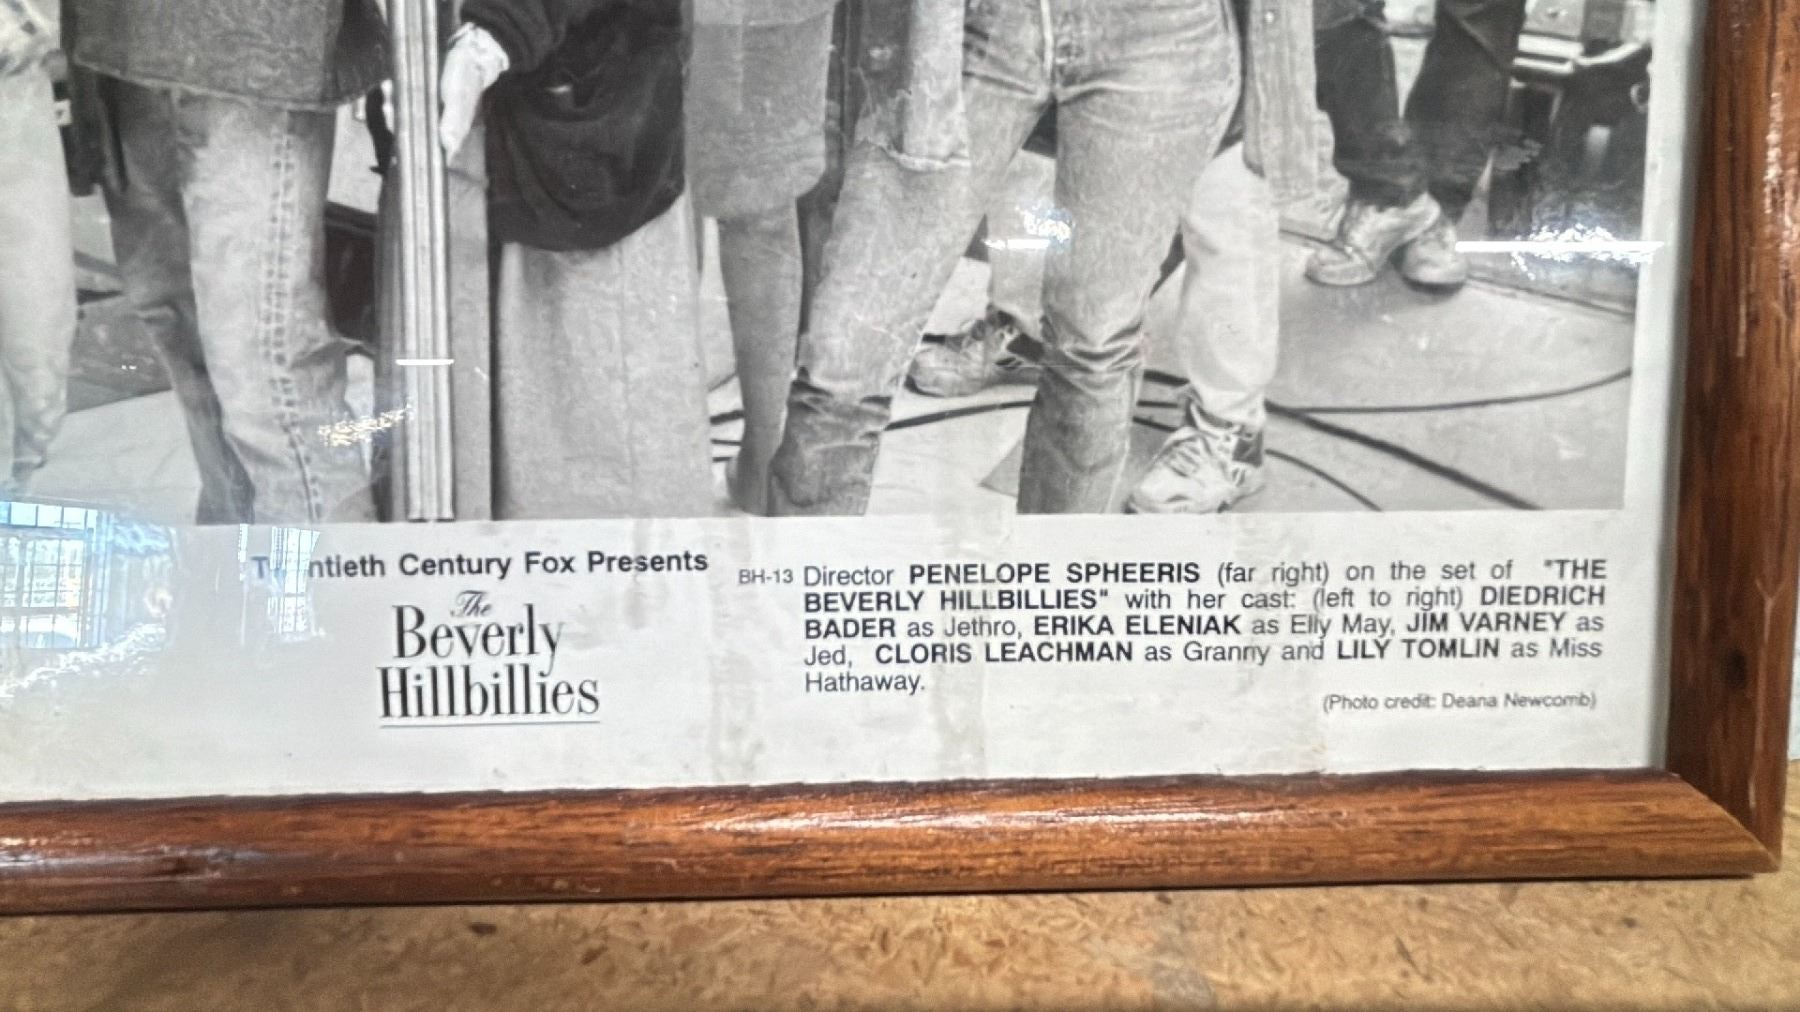 Twentieth Century Fox Presents
The
Beverly
Hillbillies
BH-13 Director PENELOPE SPHEERIS (far right) on the set of "THE
BEVERLY HILLBILLIES" with her cast: (left to right) DIEDRICH
BADER as Jethro, ERIKA ELENIAK as Elly May, JIM VARNEY as
Jed, CLORIS LEACHMAN as Granny and LILY TOMLIN as Miss
Hathaway.
(Photo credit: Deana Newcomb)